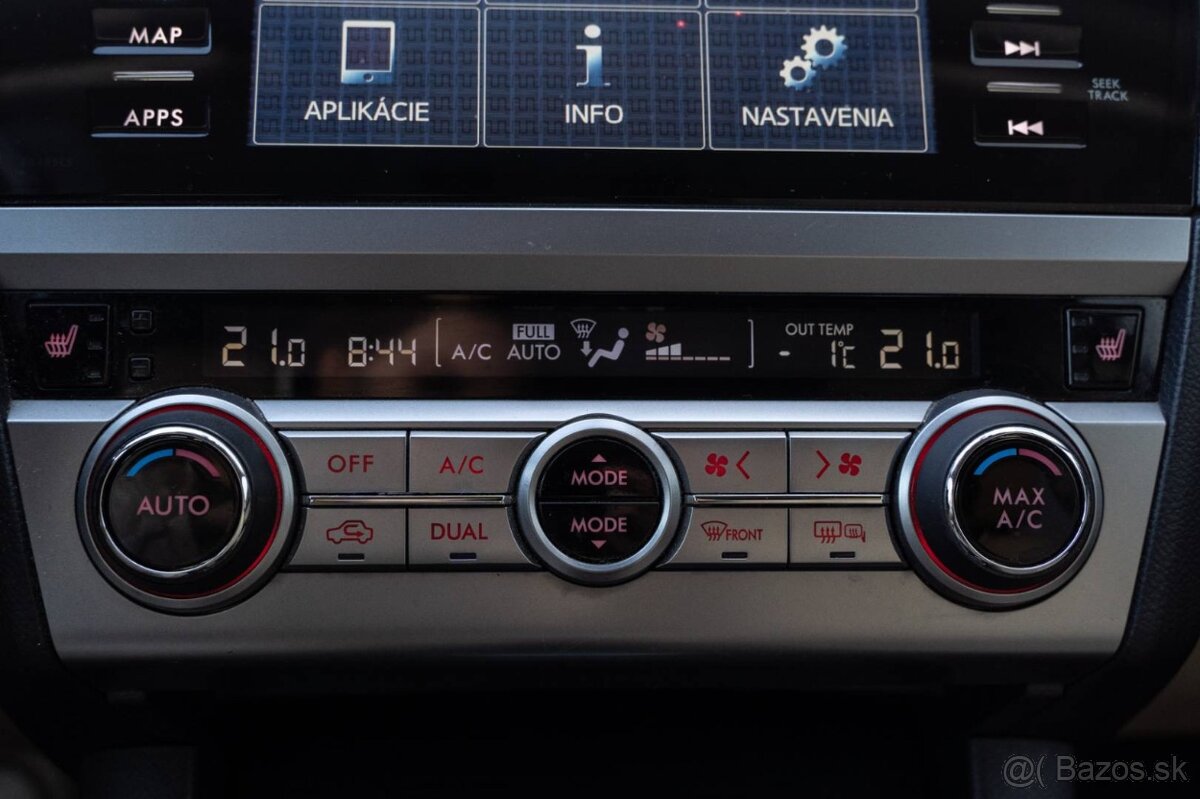 MAP
APPS
APLIKÁCIE
INFO
NASTAVENIA
SEEK
TRACK
21.0
8:44
A/C
FULL
AUTO
OUT TEMP
- 1°C
21.0
AUTO
OFF
A/C
DUAL
MODE
MODE
FRONT
MAX
A/C
@( Bazos.sk